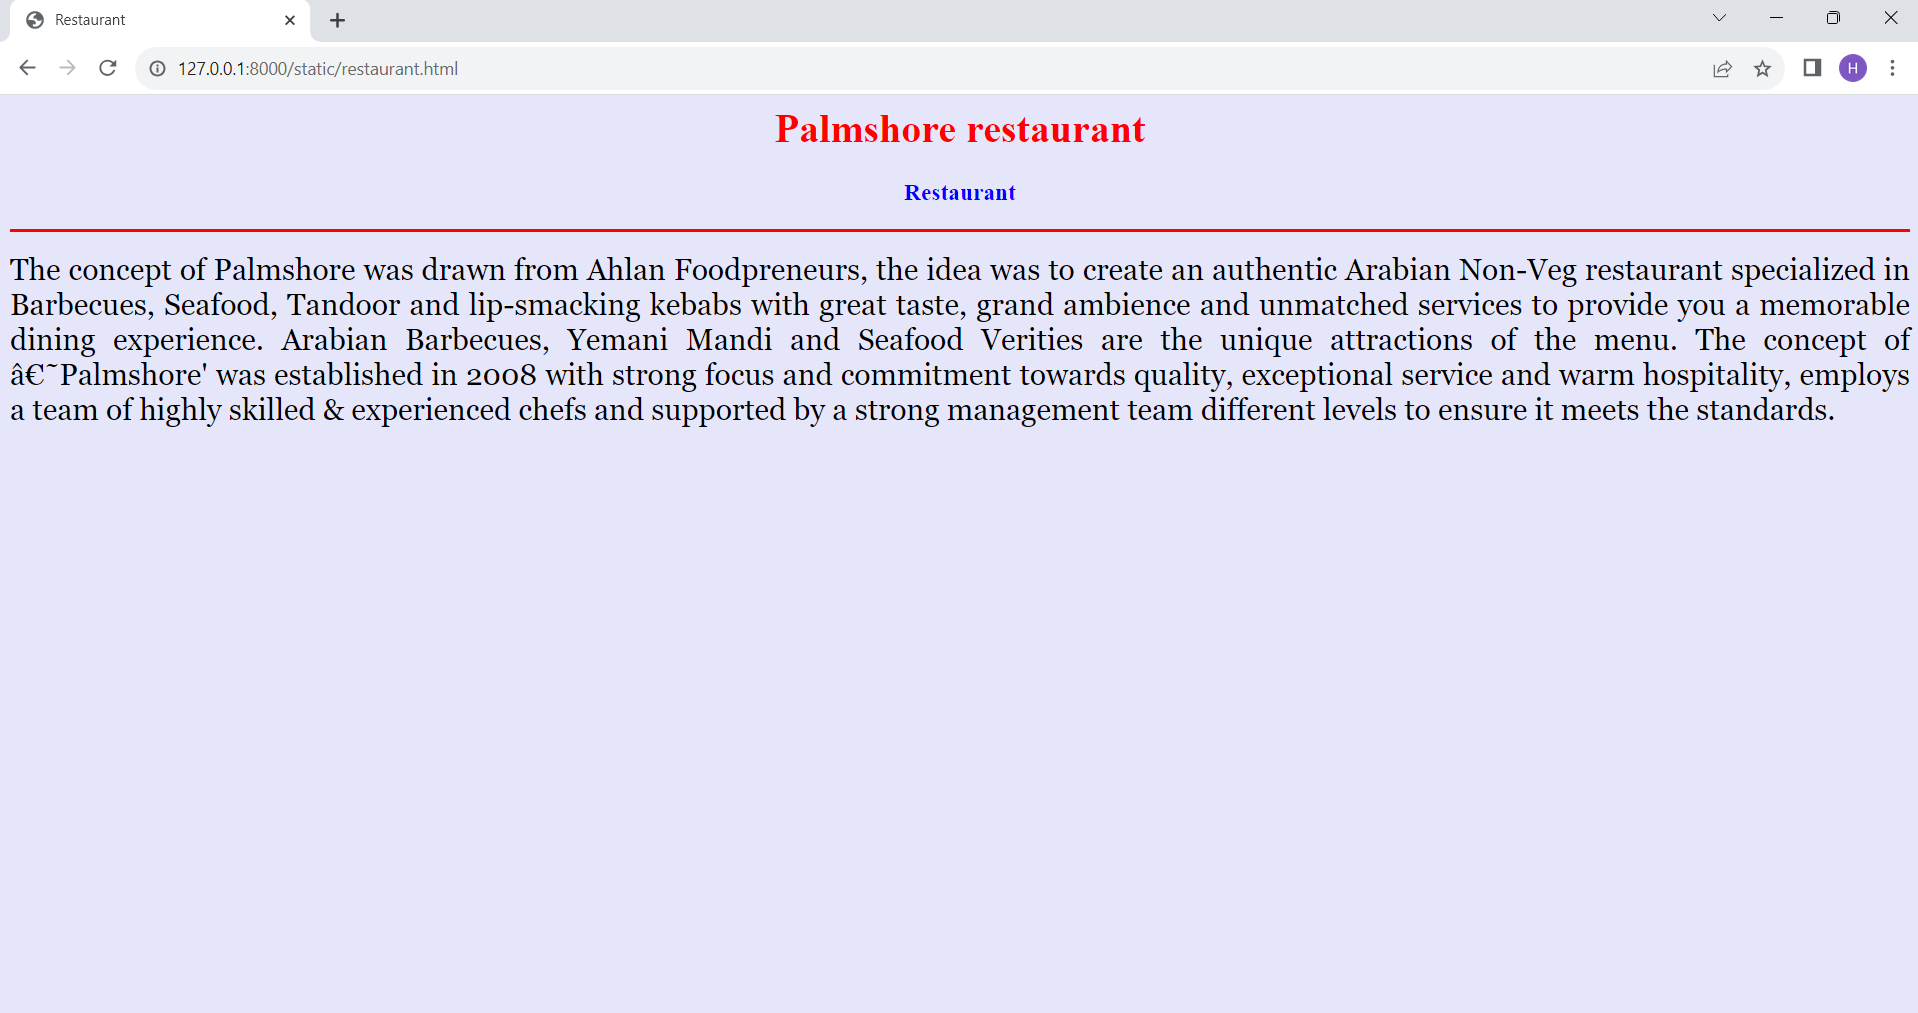 Restaurant
127.0.0.1:8000/static/restaurant.html
H
Palmshore restaurant
Restaurant
The concept of Palmshore was drawn from Ahlan Foodpreneurs, the idea was to create an authentic Arabian Non-Veg restaurant specialized in
Barbecues, Seafood, Tandoor and lip-smacking kebabs with great taste, grand ambience and unmatched services to provide you a memorable
dining experience. Arabian Barbecues, Yemani Mandi and Seafood Verities are the unique attractions of the menu. The concept of
â€˜Palmshore' was established in 2008 with strong focus and commitment towards quality, exceptional service and warm hospitality, employs
a team of highly skilled & experienced chefs and supported by a strong management team different levels to ensure it meets the standards.